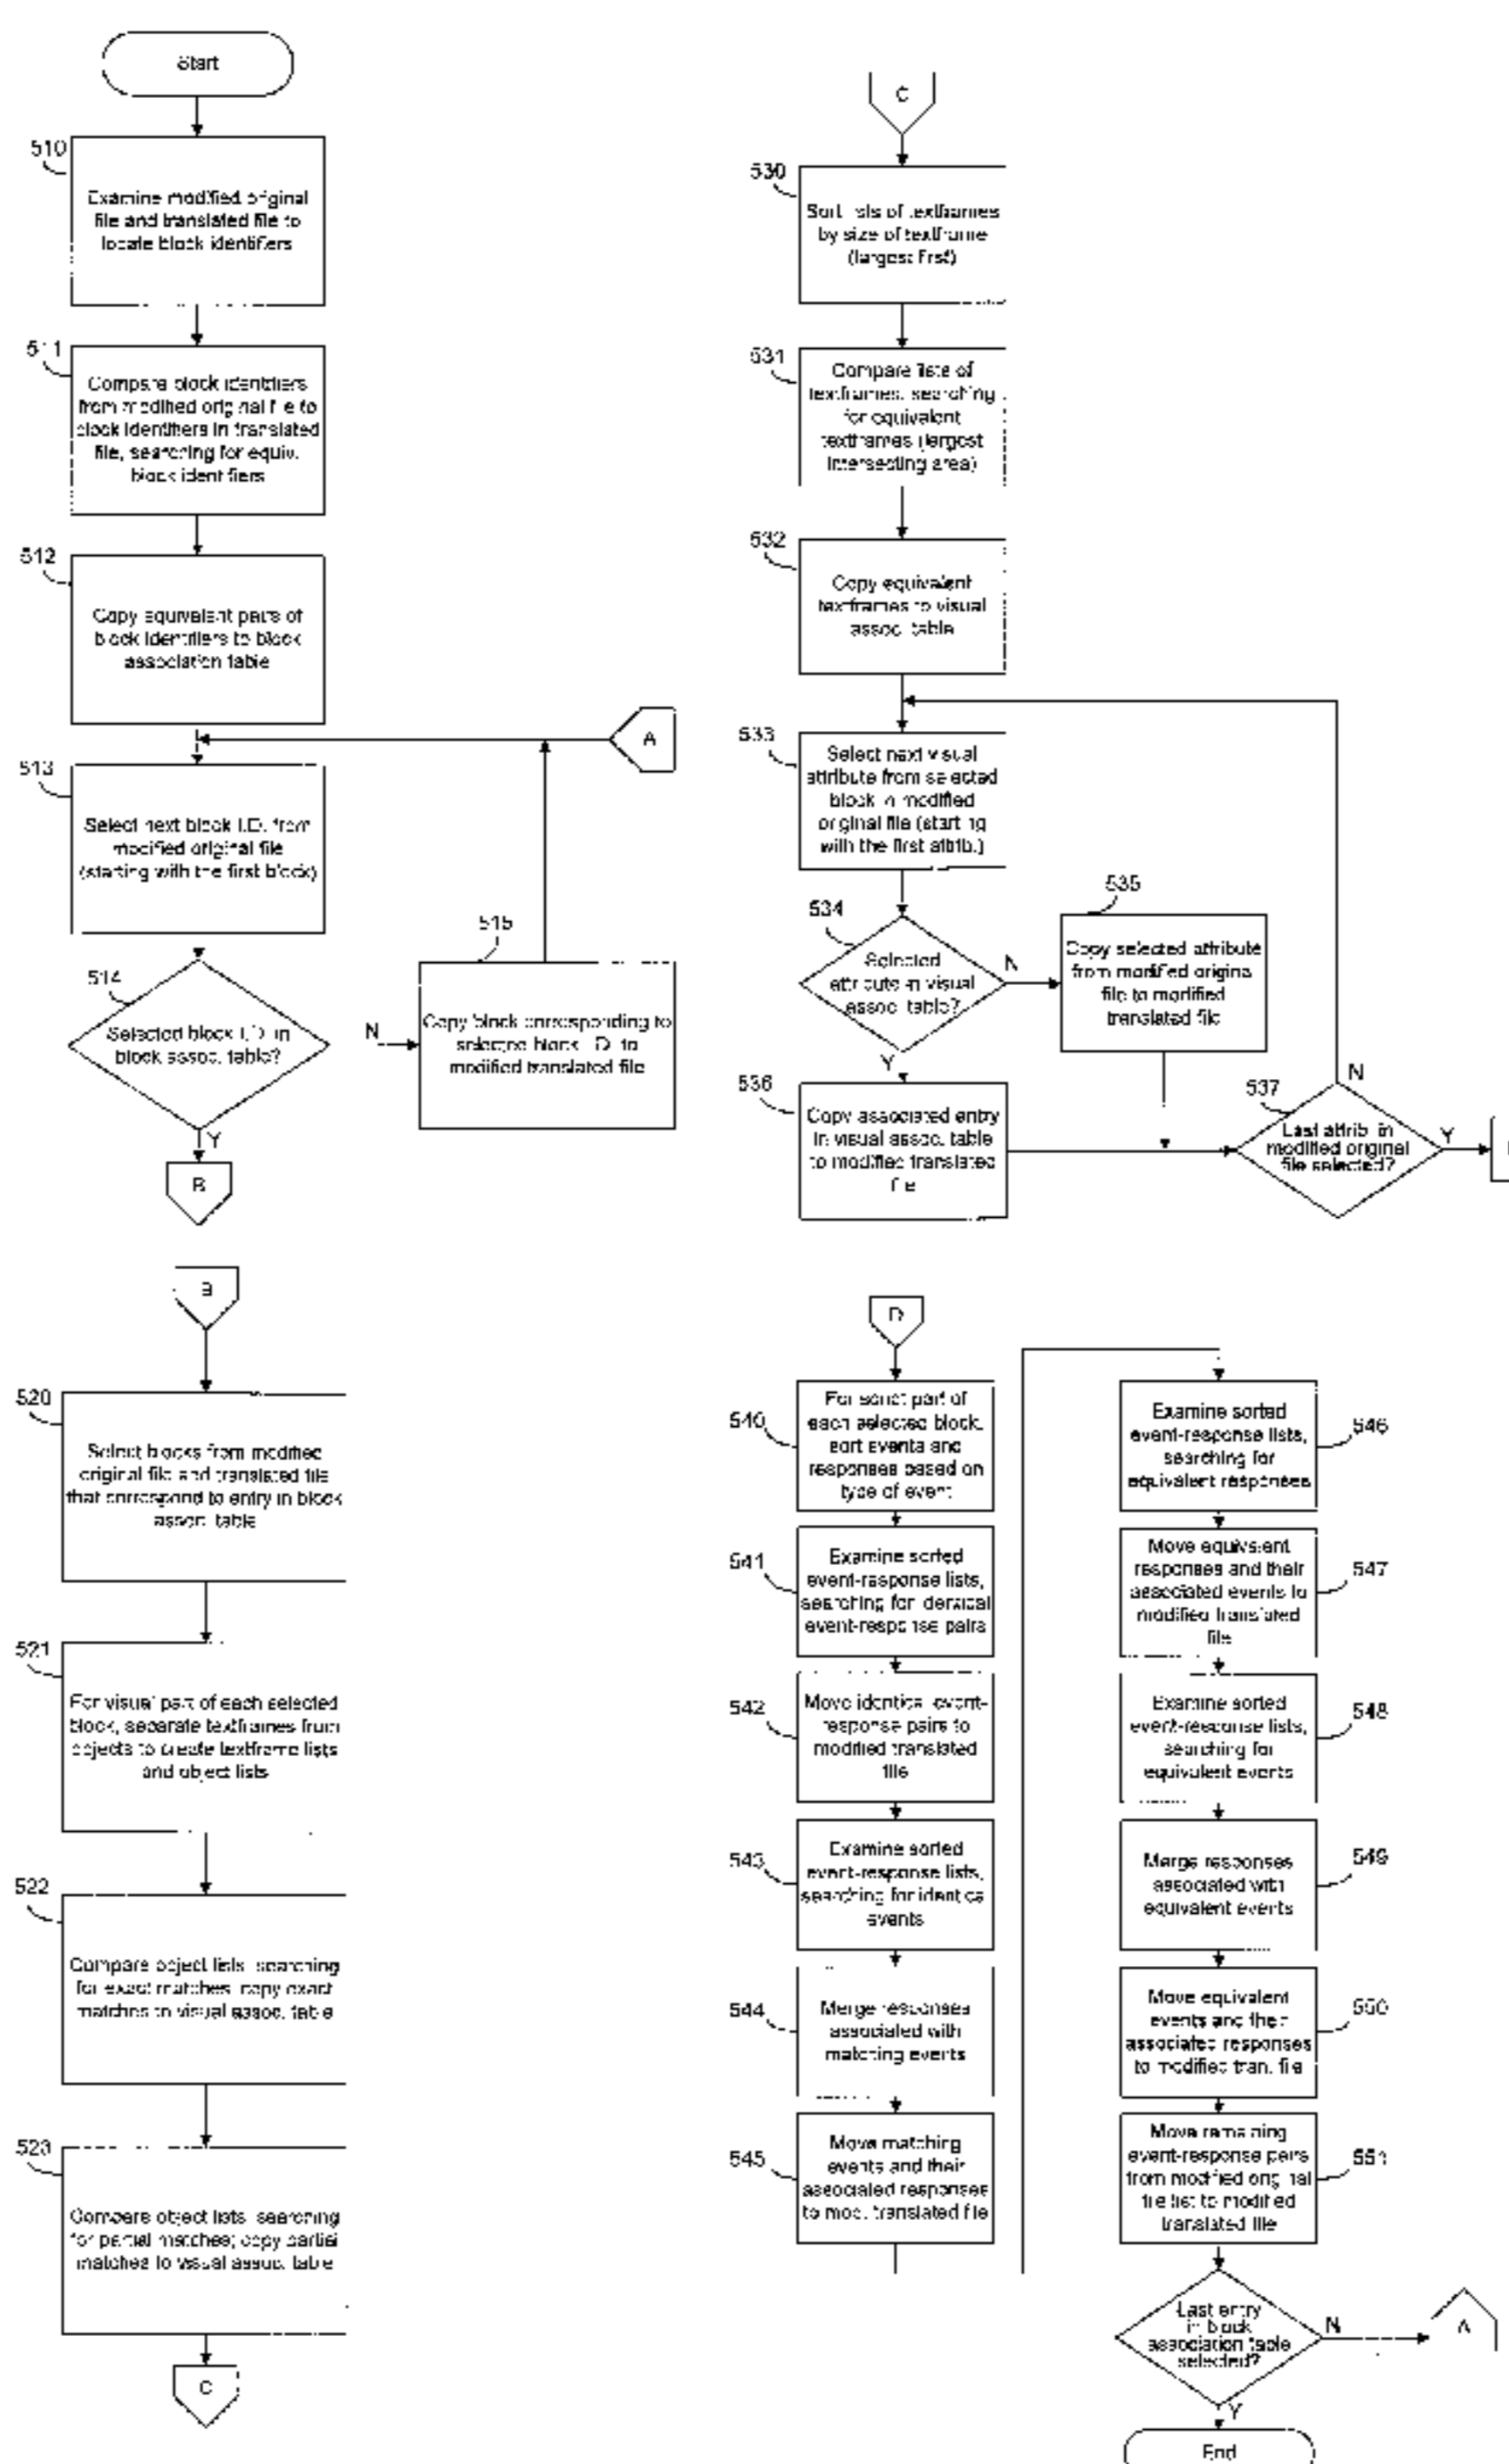 Start
510
Examine modified original
file and translated file to
locate block identifiers
511
Compare block identifiers
from modified original file to
block identifiers in translated
file, searching for equiv.
block identifiers
512
Copy equivalent pairs of
block identifiers to block
association table
A
513
Select next block I.D. from
modified original file
(starting with the first block)
514
Selected block I.D. in
block assoc. table?
N
515
Copy block corresponding to
selected block I.D. to
modified translated file
Y
B
B
520
Select blocks from modified
original file and translated file
that correspond to entry in block
assoc. table
521
For visual part of each selected
block, separate textframes from
objects to create textframe lists
and object lists
522
Compare object lists, searching
for exact matches; copy exact
matches to visual assoc. table
523
Compare object lists, searching
for partial matches; copy partial
matches to visual assoc. table
C
C
530
Sort lists of textframes
by size of textframe
(largest first)
531
Compare lists of
textframes, searching
for equivalent
textframes (largest
intersecting area)
532
Copy equivalent
textframes to visual
assoc. table
533
Select next visual
attribute from selected
block in modified
original file (starting
with the first attrib.)
534
Selected
attribute in visual
assoc. table?
N
535
Copy selected attribute
from modified original
file to modified
translated file
Y
536
Copy associated entry
in visual assoc. table
to modified translated
file
537
Last attrib. in
modified original
file selected?
N
Y
D
540
For script part of
each selected block,
sort events and
responses based on
type of event
541
Examine sorted
event-response lists,
searching for identical
event-response pairs
542
Move identical event-
response pairs to
modified translated
file
543
Examine sorted
event-response lists,
searching for identical
events
544
Merge responses
associated with
matching events
545
Move matching
events and their
associated responses
to mod. translated file
546
Examine sorted
event-response lists,
searching for
equivalent responses
547
Move equivalent
responses and their
associated events to
modified translated
file
548
Examine sorted
event-response lists,
searching for
equivalent events
549
Merge responses
associated with
equivalent events
550
Move equivalent
events and their
associated responses
to modified tran. file
551
Move remaining
event-response pairs
from modified original
file list to modified
translated file
Last entry
in block
association table
selected?
N
A
Y
End